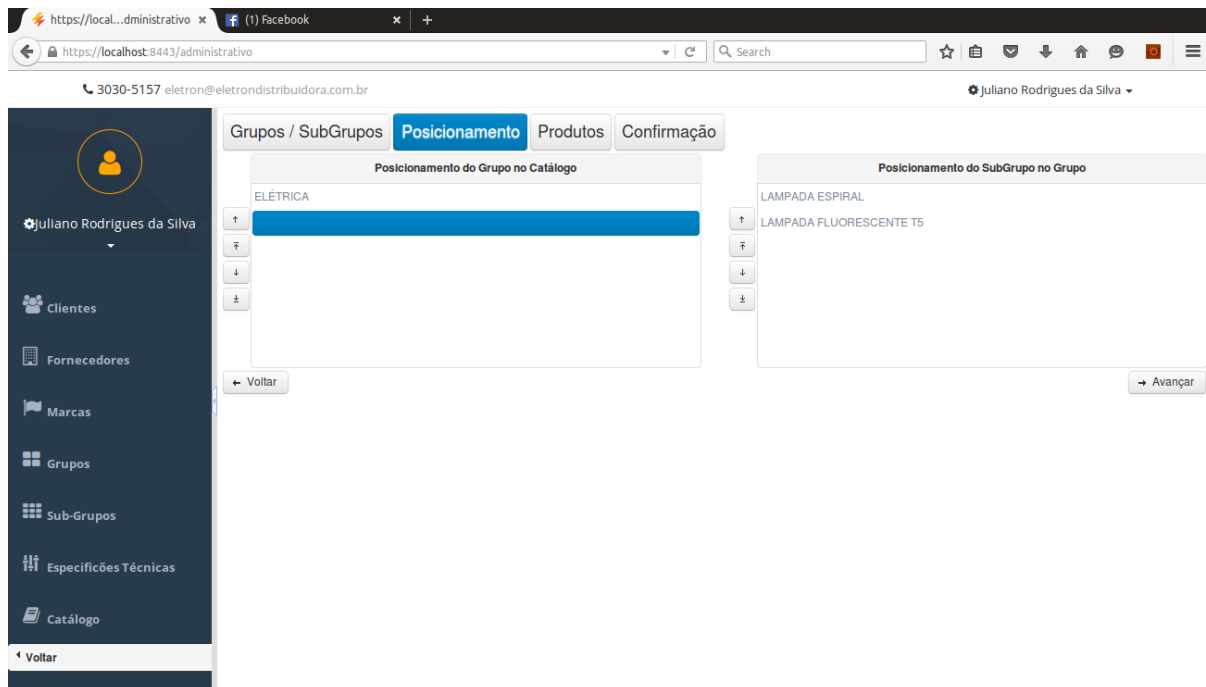 https://local...dministrativo
(1) Facebook
https://localhost:8443/administrativo
Search
3030-5157 eletron@eletrondistribuidora.com.br
Juliano Rodrigues da Silva
Grupos / SubGrupos
Posicionamento
Produtos
Confirmação
Posicionamento do Grupo no Catálogo
Posicionamento do SubGrupo no Grupo
ELÉTRICA
LAMPADA ESPIRAL
LAMPADA FLUORESCENTE T5
Voltar
Avançar
Juliano Rodrigues da Silva
Clientes
Fornecedores
Marcas
Grupos
Sub-Grupos
Especificões Técnicas
Catálogo
Voltar